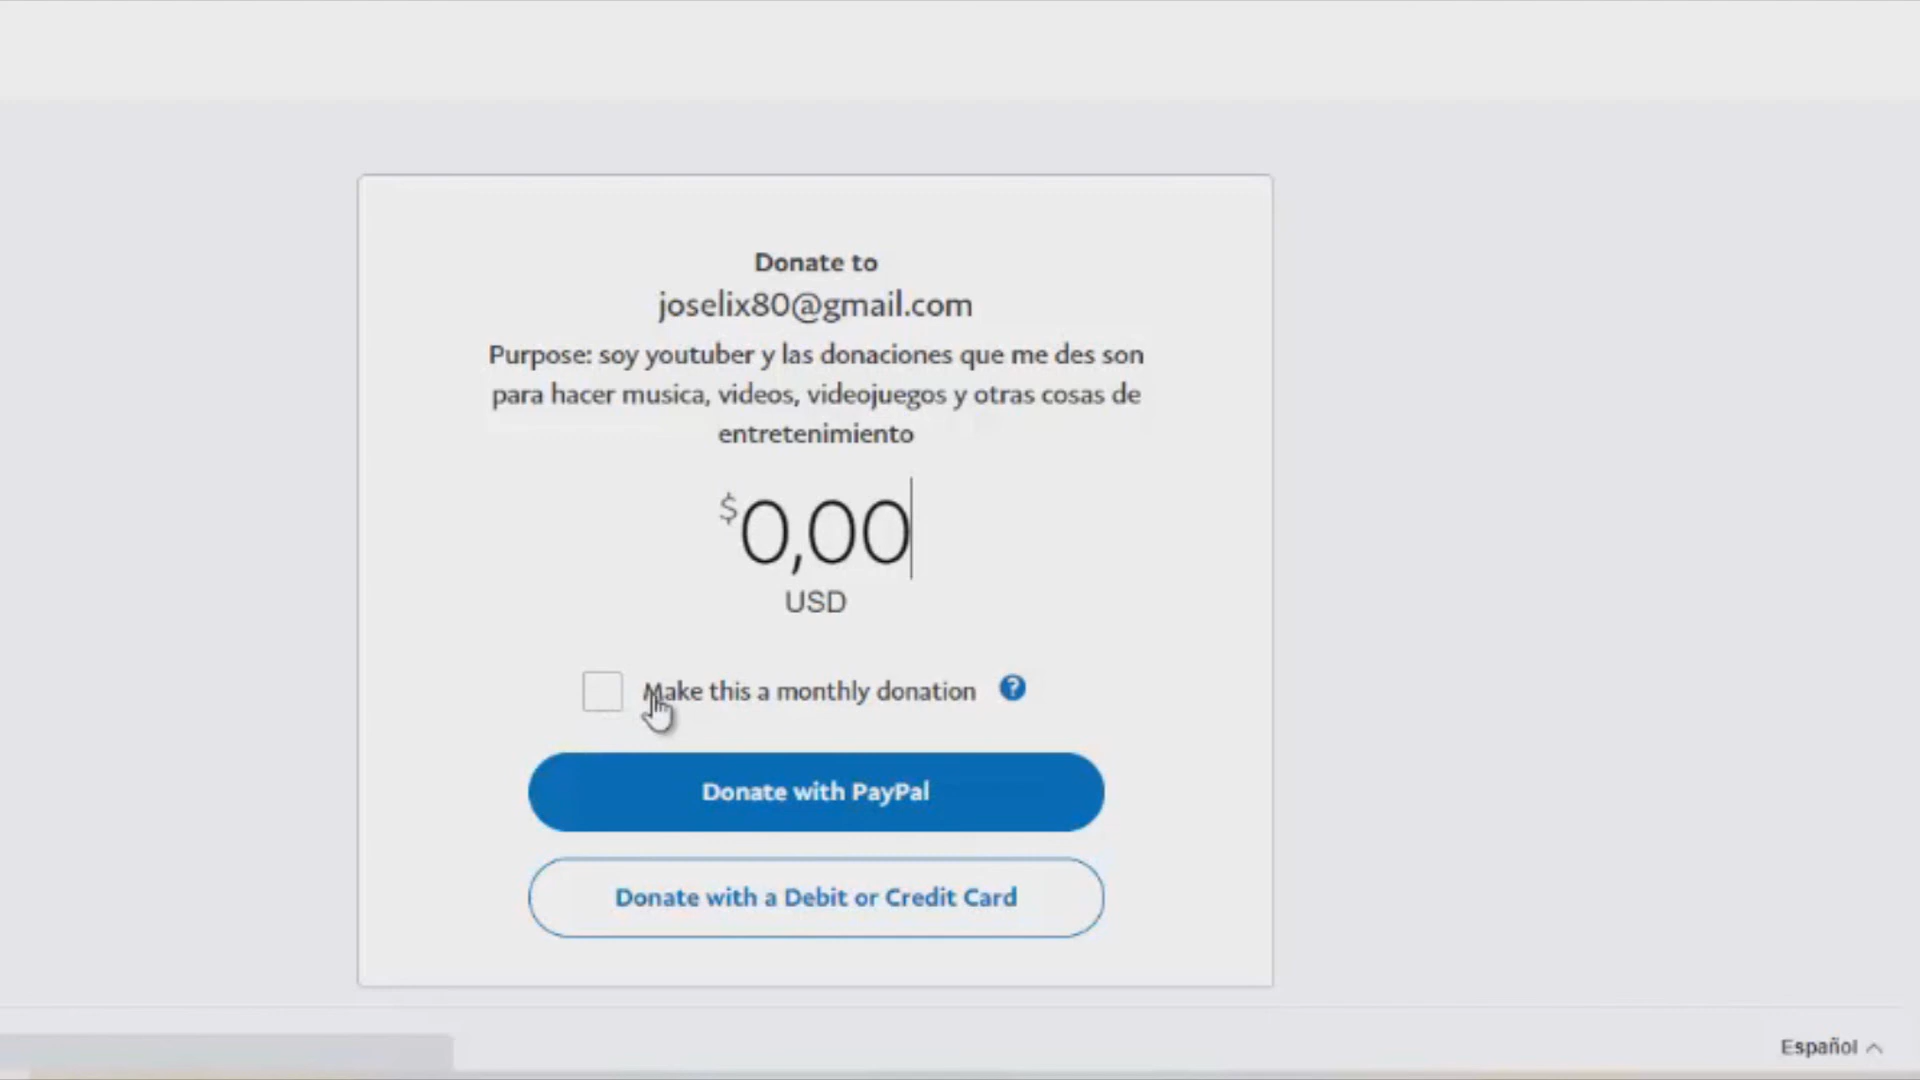 Donate to
joselix80@gmail.com
Purpose: soy youtuber y las donaciones que me des son
para hacer musica, videos, videojuegos y otras cosas de
entretenimiento
$0,00
USD
Make this a monthly donation ?
Donate with PayPal
Donate with a Debit or Credit Card
Español